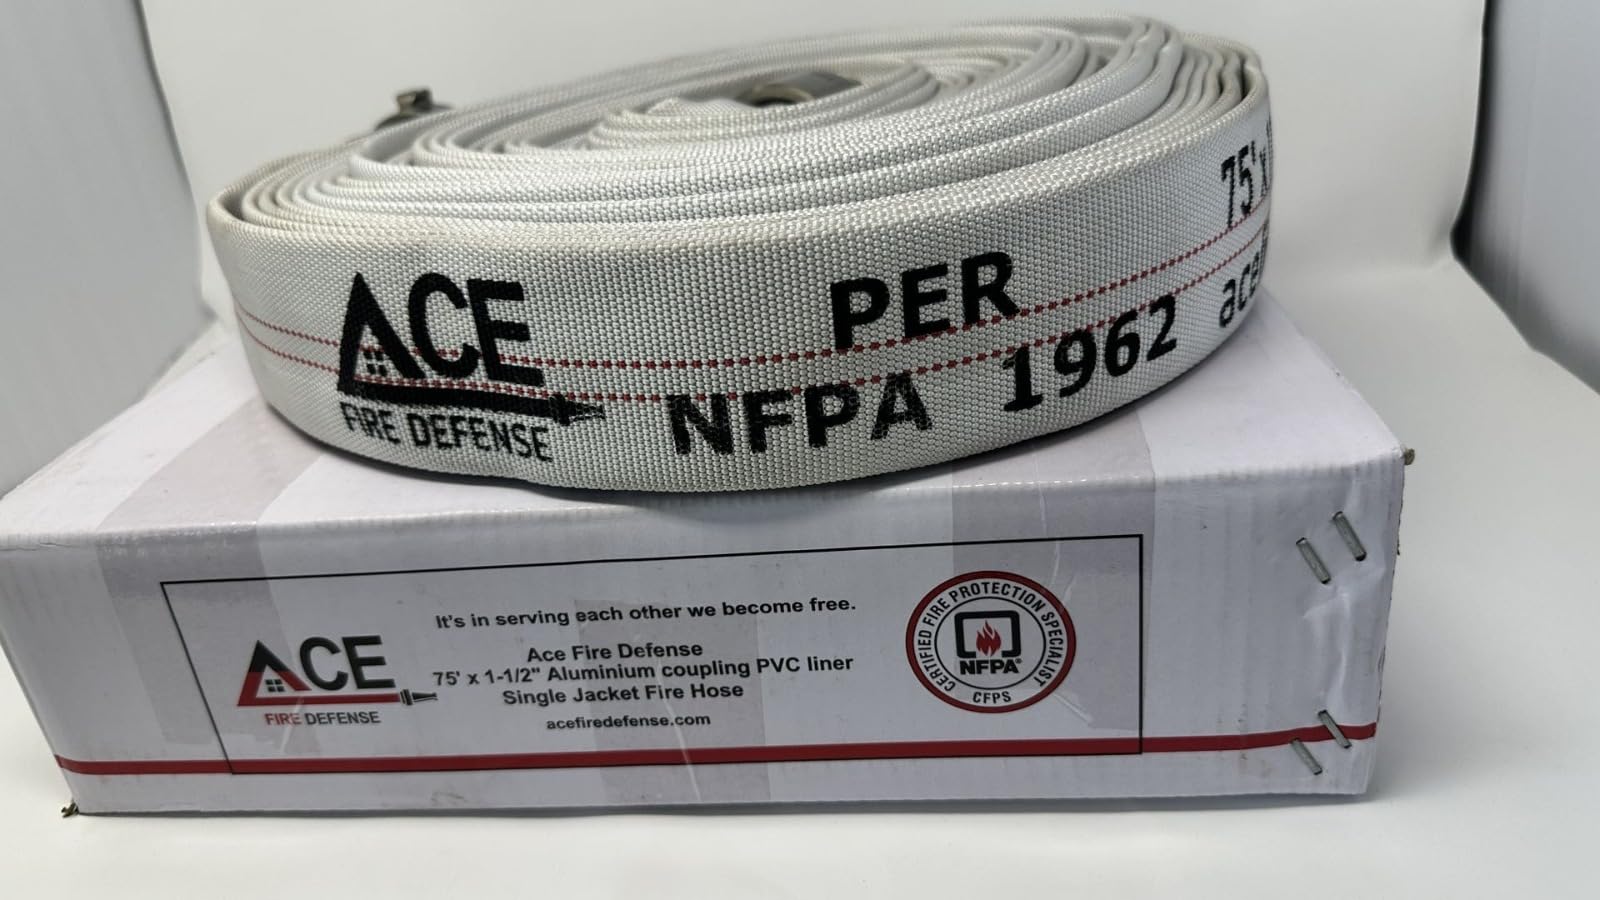 ACE
FIRE DEFENSE
PER
NFPA 1962
75' x
ace
It's in serving each other we become free.
Ace Fire Defense
75' x 1-1/2" Aluminium coupling PVC liner
Single Jacket Fire Hose
acefiredefense.com
ACE
FIRE DEFENSE
CERTIFIED FIRE PROTECTION SPECIALIST
NFPA®
CFPS